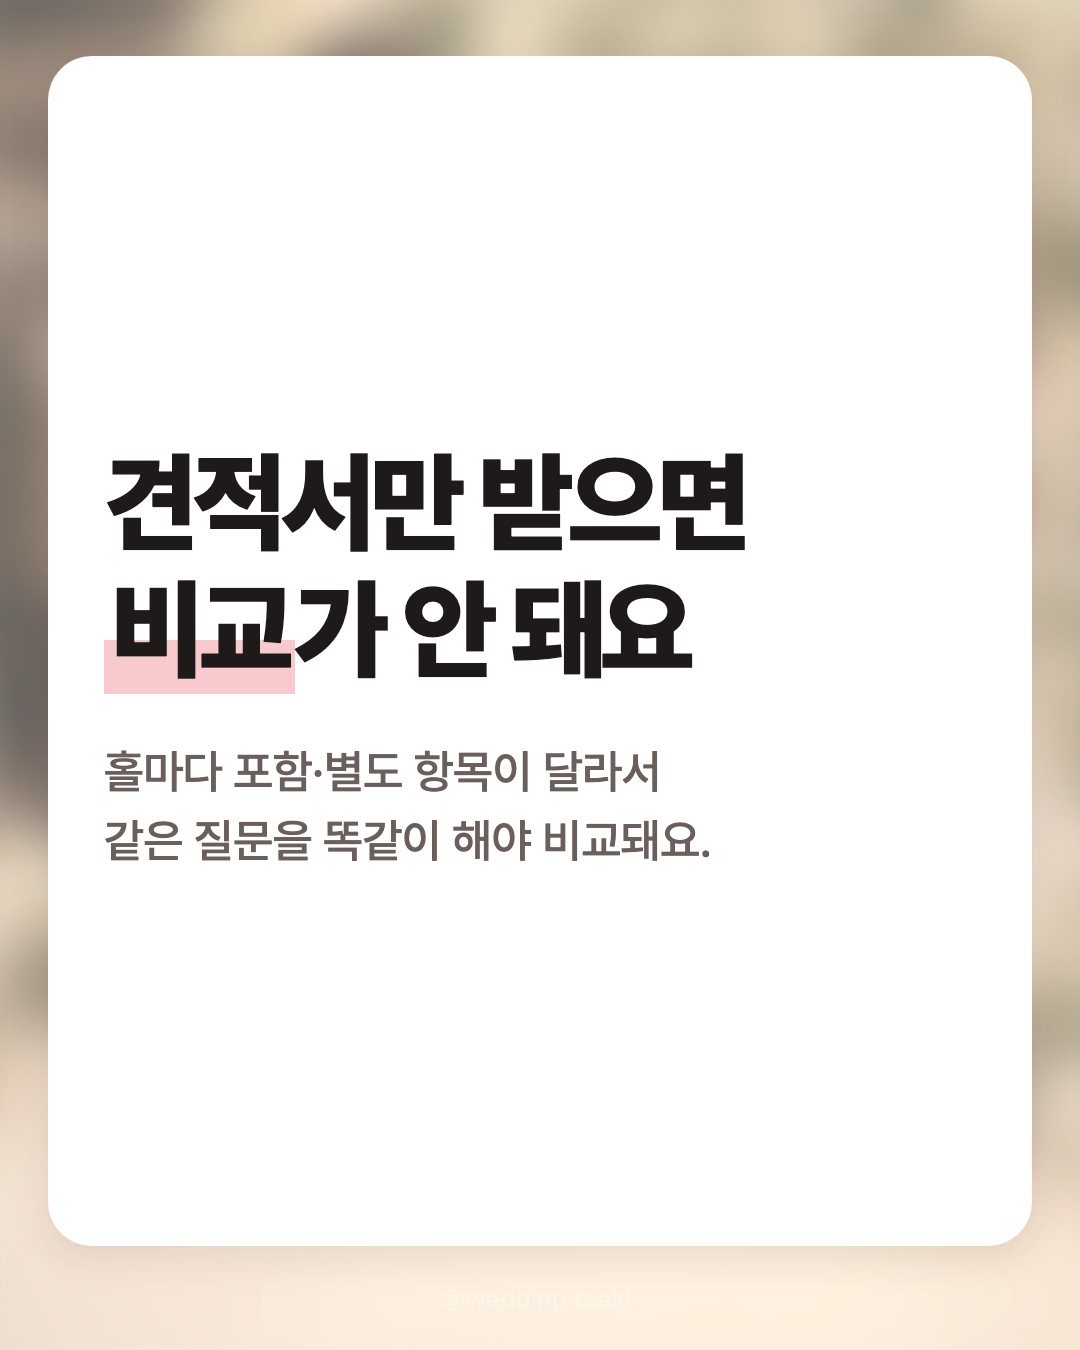 견적서만 받으면
비교가 안 돼요
홀마다 포함·별도 항목이 달라서
같은 질문을 똑같이 해야 비교돼요.